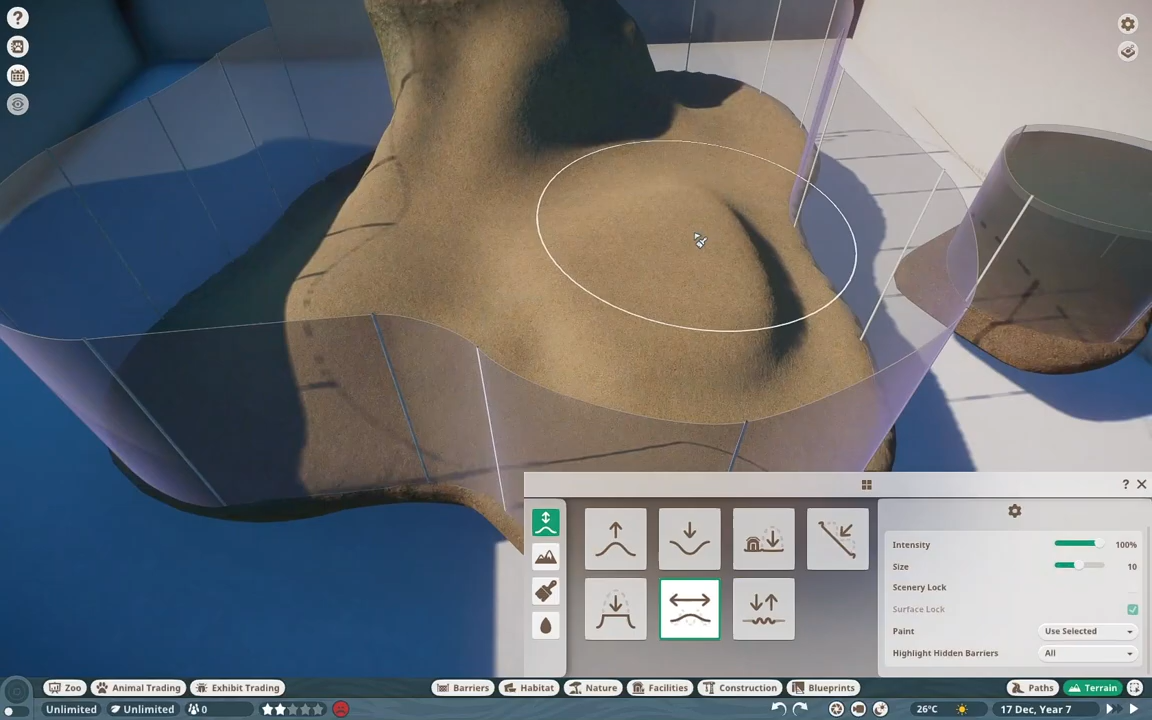 ?
?
Intensity 100%
Size 10
Scenery Lock
Surface Lock
Paint Use Selected
Highlight Hidden Barriers All
Zoo Animal Trading Exhibit Trading Barriers Habitat Nature Facilities Construction Blueprints Paths Terrain
Unlimited Unlimited 0 26°C 17 Dec, Year 7